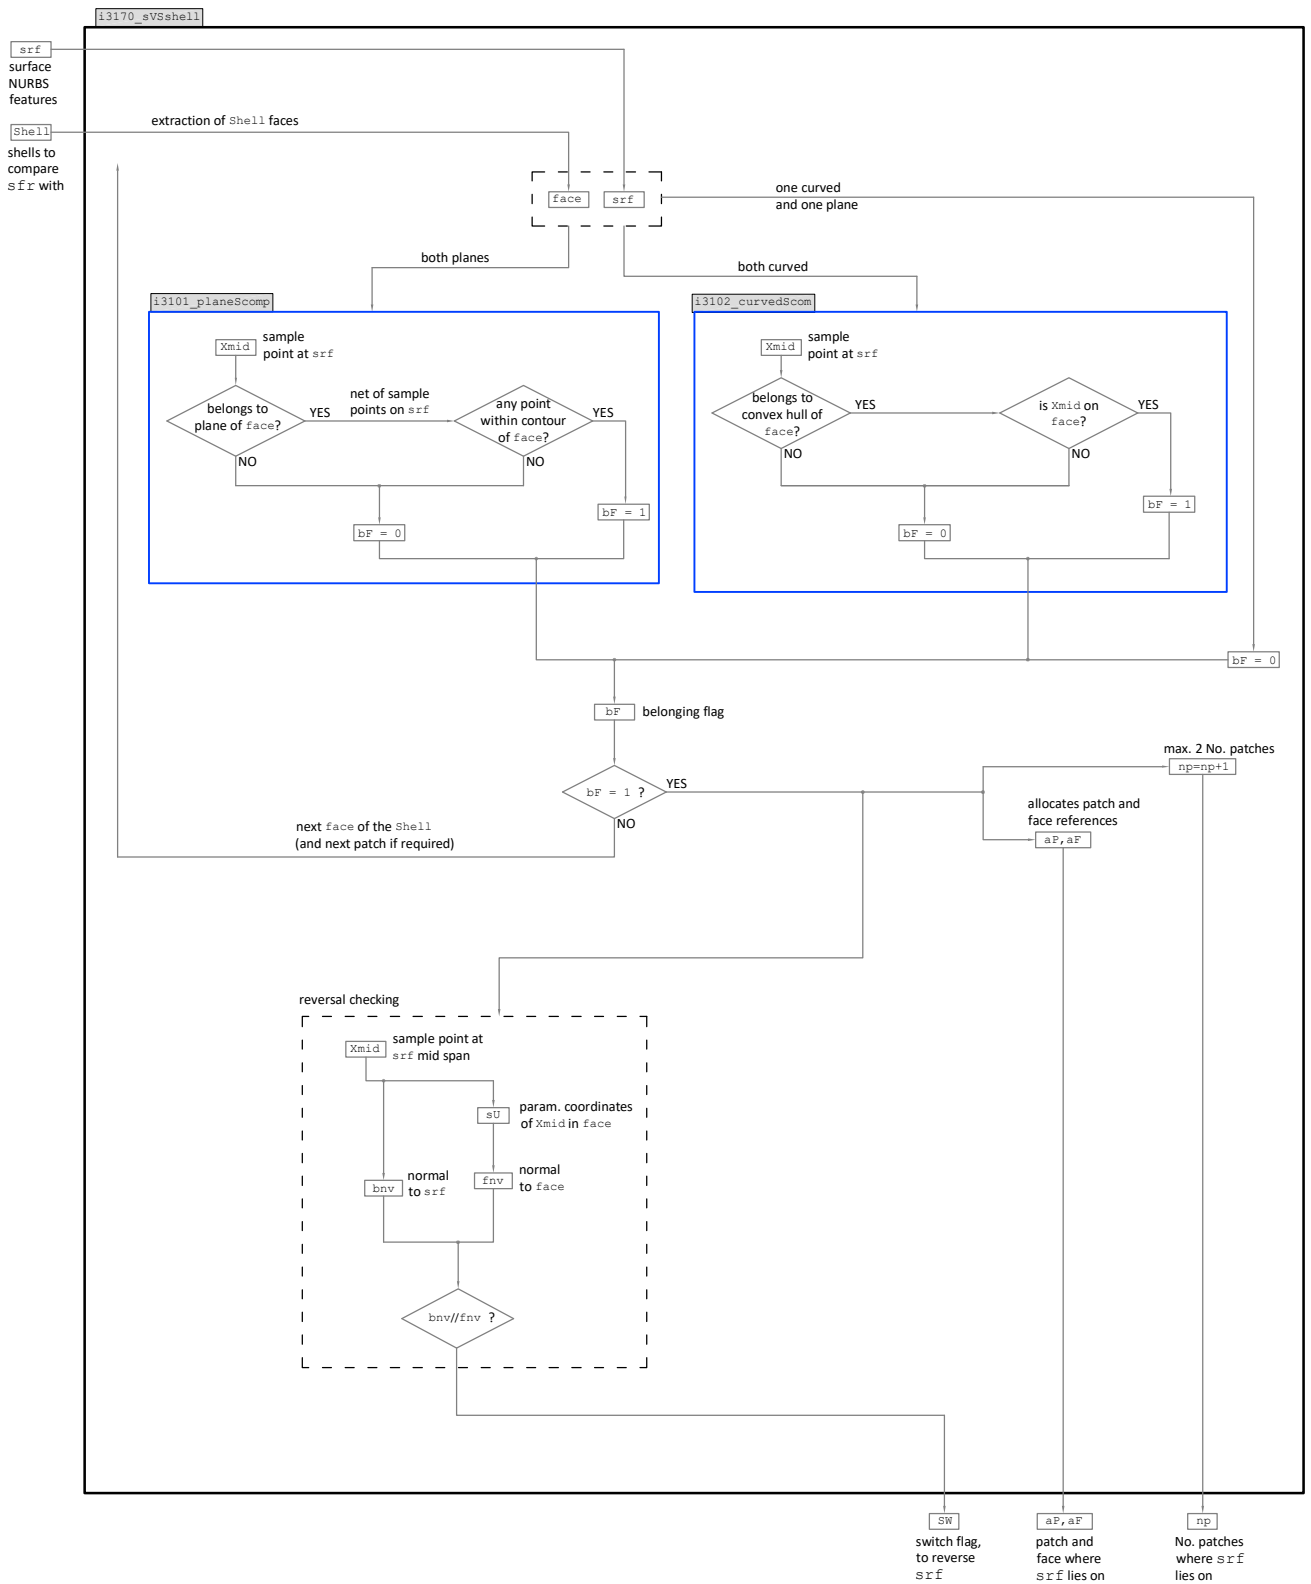 i3170_sVSshell
srf
surface
NURBS
features
extraction of Shell faces
Shell
shells to
compare
sfr with
face
srf
one curved
and one plane
both planes
both curved
i3101_planeScomp
Xmid
sample
point at srf
belongs to
plane of face?
YES
net of sample
points on srf
any point
within contour
of face?
YES
NO
NO
bF = 1
bF = 0
i3102_curvedScom
Xmid
sample
point at srf
belongs to
convex hull of
face?
YES
is Xmid on
face?
YES
NO
NO
bF = 1
bF = 0
bF = 0
bF
belonging flag
bF = 1 ?
YES
NO
max. 2 No. patches
np=np+1
allocates patch and
face references
aP,aF
next face of the Shell
(and next patch if required)
reversal checking
Xmid
sample point at
srf mid span
sU
param. coordinates
of Xmid in face
bnv
normal
to srf
fnv
normal
to face
bnv//fnv ?
SW
switch flag,
to reverse
srf
aP,aF
patch and
face where
srf lies on
np
No. patches
where srf
lies on